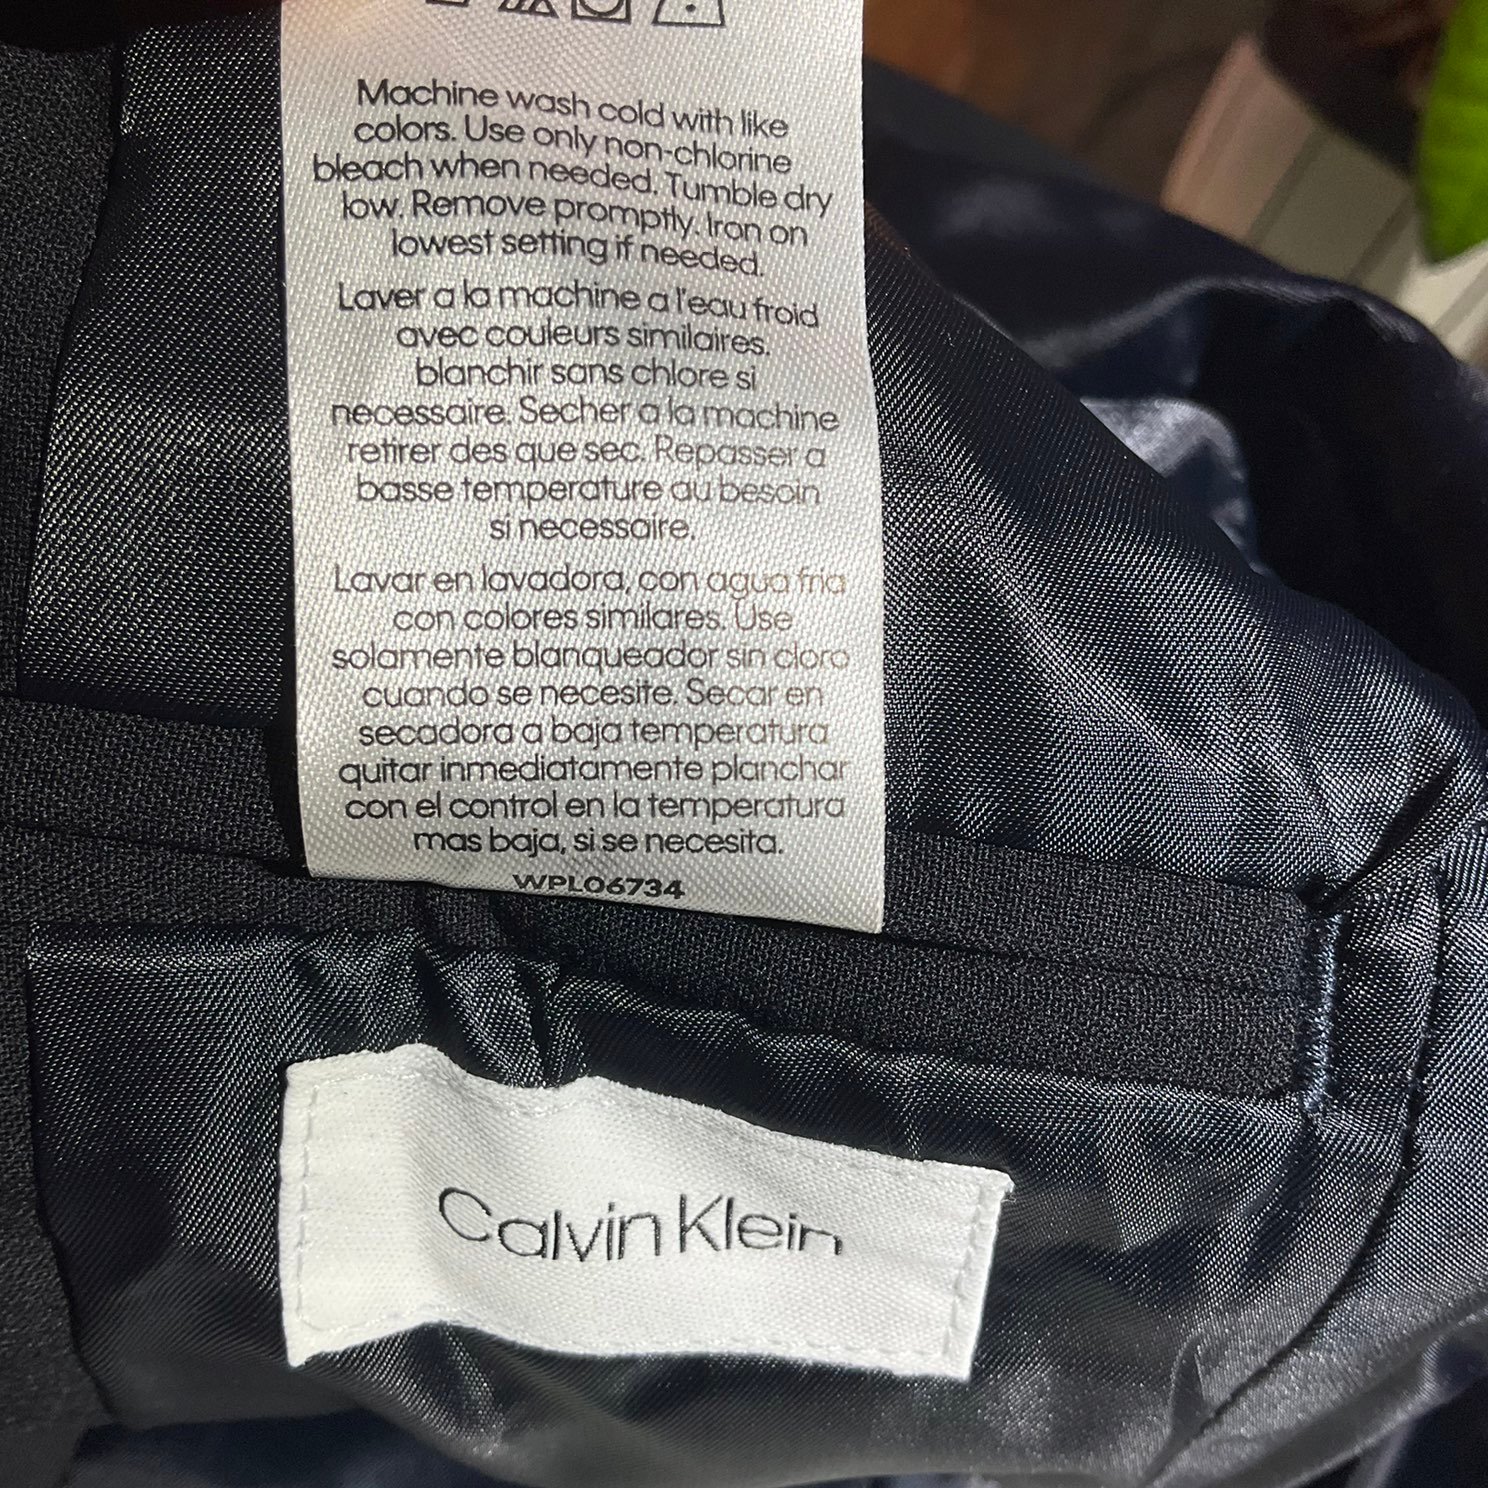 Machine wash cold with like
colors. Use only non-chlorine
bleach when needed. Tumble dry
low. Remove promptly. Iron on
lowest setting if needed.
Laver a la machine a l'eau froid
avec couleurs similaires.
blanchir sans chlore si
necessaire. Secher a la machine
retirer des que sec. Repasser a
basse temperature au besoin
si necessaire.
Lavar en lavadora, con agua fria
con colores similares. Use
solamente blanqueador sin cloro
cuando se necesite. Secar en
secadora a baja temperatura
quitar inmediatamente planchar
con el control en la temperatura
mas baja, si se necesita.
WPL06734
Calvin Klein